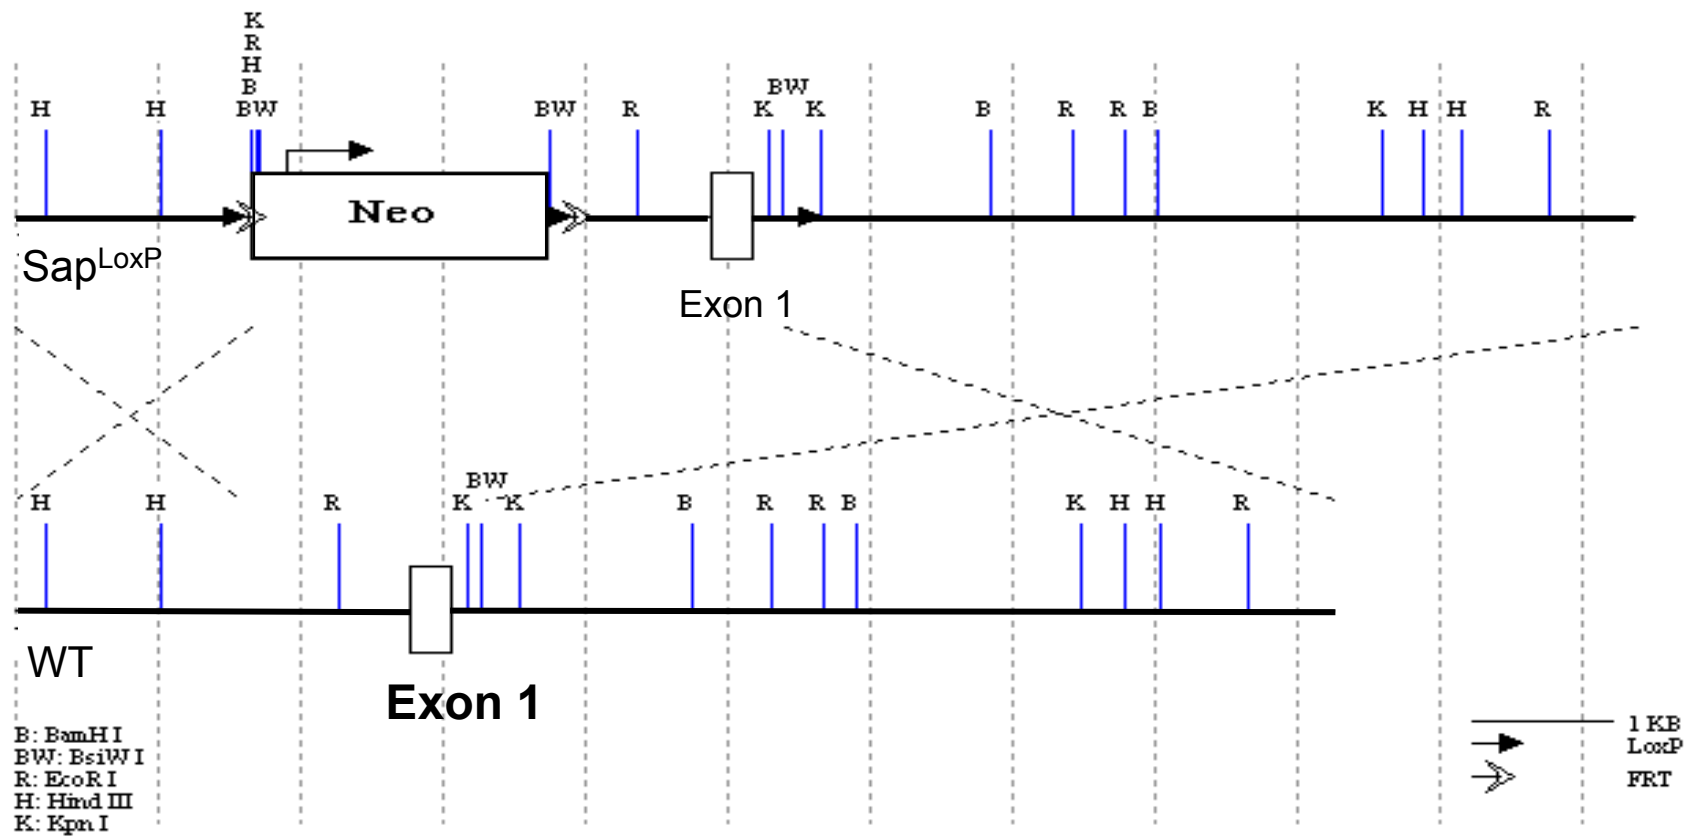 K
R
H
B
BW
H H BW BW R K K B R R B K H H R
Neo
Sap^LoxP
Exon 1
BW
H H R K K B R R B K H H R
WT
Exon 1
B: BamH I
BW: BsiW I
R: EcoR I
H: Hind III
K: Kpn I
1 KB
LoxP
FRT